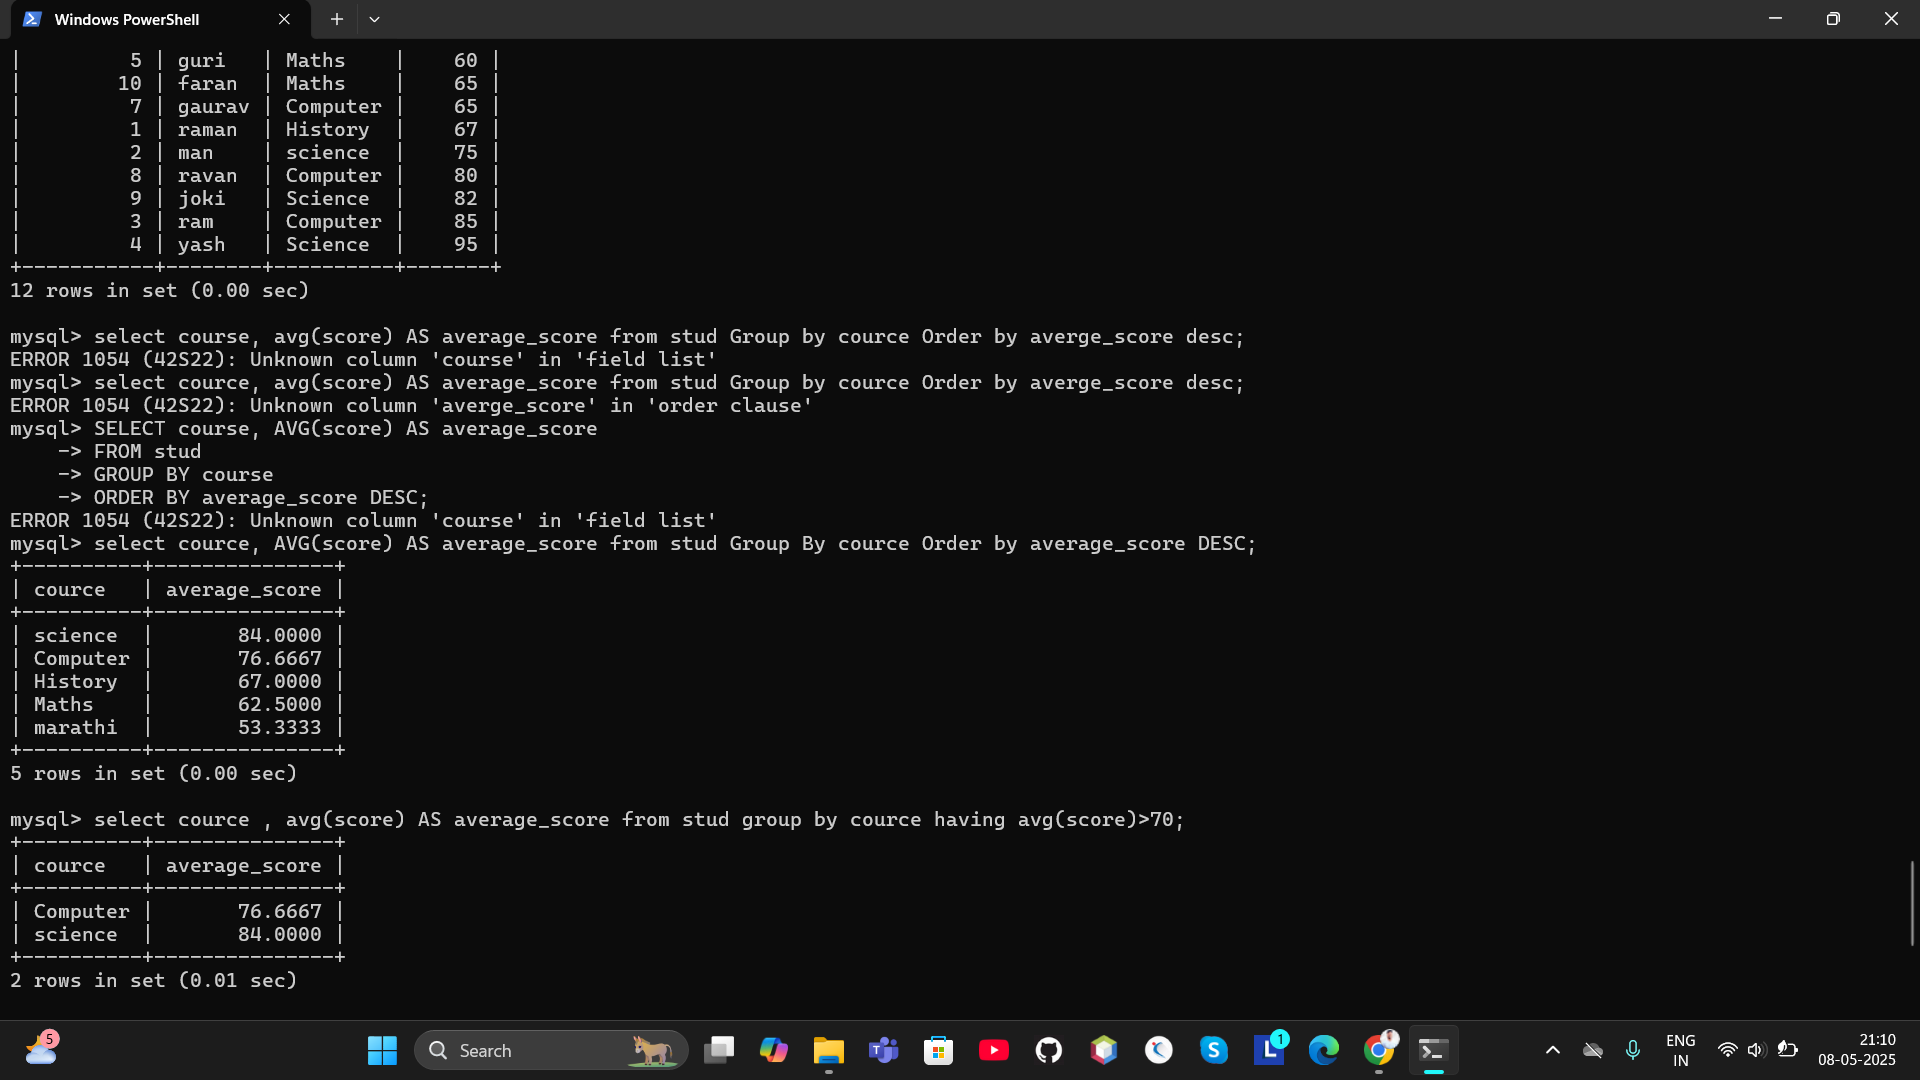 Windows PowerShell
|         5 | guri   | Maths    |    60 |
|        10 | faran  | Maths    |    65 |
|         7 | gaurav | Computer |    65 |
|         1 | raman  | History  |    67 |
|         2 | man    | science  |    75 |
|         8 | ravan  | Computer |    80 |
|         9 | joki   | Science  |    82 |
|         3 | ram    | Computer |    85 |
|         4 | yash   | Science  |    95 |
+-----------+--------+----------+-------+
12 rows in set (0.00 sec)
mysql> select course, avg(score) AS average_score from stud Group by cource Order by averge_score desc;
ERROR 1054 (42S22): Unknown column 'course' in 'field list'
mysql> select cource, avg(score) AS average_score from stud Group by cource Order by averge_score desc;
ERROR 1054 (42S22): Unknown column 'averge_score' in 'order clause'
mysql> SELECT course, AVG(score) AS average_score
    -> FROM stud
    -> GROUP BY course
    -> ORDER BY average_score DESC;
ERROR 1054 (42S22): Unknown column 'course' in 'field list'
mysql> select cource, AVG(score) AS average_score from stud Group By cource Order by average_score DESC;
+----------+---------------+
| cource   | average_score |
+----------+---------------+
| science  |       84.0000 |
| Computer |       76.6667 |
| History  |       67.0000 |
| Maths    |       62.5000 |
| marathi  |       53.3333 |
+----------+---------------+
5 rows in set (0.00 sec)
mysql> select cource , avg(score) AS average_score from stud group by cource having avg(score)>70;
+----------+---------------+
| cource   | average_score |
+----------+---------------+
| Computer |       76.6667 |
| science  |       84.0000 |
+----------+---------------+
2 rows in set (0.01 sec)
5
Search
T
S
L
1
ENG
IN
21:10
08-05-2025